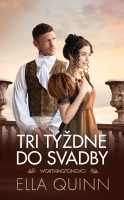 TRI TÝŽDNE
DO SVADBY
WORTHINGTONOVCI
ELLA QUINN